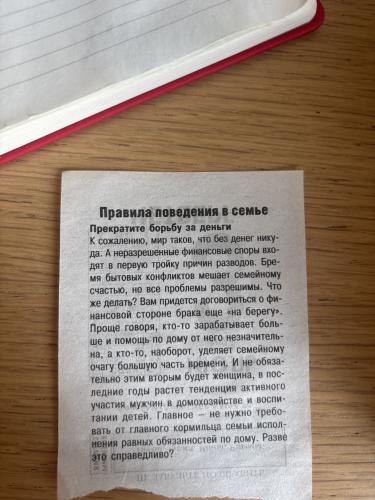 Правила поведения в семье
Прекратите борьбу за деньги
К сожалению, мир таков, что без денег нику-
да. А неразрешенные финансовые споры вхо-
дят в первую тройку причин разводов. Бре-
мя бытовых конфликтов мешает семейному
счастью, но все проблемы разрешимы. Что
же делать? Вам придется договориться о фи-
нансовой стороне брака еще «на берегу».
Проще говоря, кто-то зарабатывает боль-
ше и помощь по дому от него незначитель-
на, а кто-то, наоборот, уделяет семейному
очагу большую часть времени. И не обяза-
тельно этим вторым будет женщина, в пос-
ледние годы растет тенденция активного
участия мужчин в домохозяйстве и воспи-
тании детей. Главное – не нужно требо-
вать от главного кормильца семьи испол-
нения равных обязанностей по дому. Разве
это справедливо?